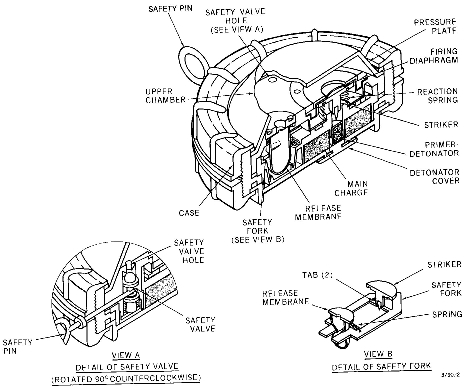 SAFETY PIN
SAFETY VALVE
HOLE
(SEE VIEW A)
PRESSURE
PLATE
FIRING
DIAPHRAGM
UPPER
CHAMBER
REACTION
SPRING
STRIKER
PRIMER-
DETONATOR
DETONATOR
COVER
MAIN
CHARGE
RELEASE
MEMBRANE
CASE
SAFETY
FORK
(SEE VIEW B)
SAFETY
VALVE
HOLE
SAFETY VALVE
SAFETY
PIN
VIEW A
DETAIL OF SAFETY VALVE
(ROTATED 90° COUNTERCLOCKWISE)
TAB (2)
STRIKER
RELEASE
MEMBRANE
SAFETY
FORK
SPRING
VIEW B
DETAIL OF SAFETY FORK